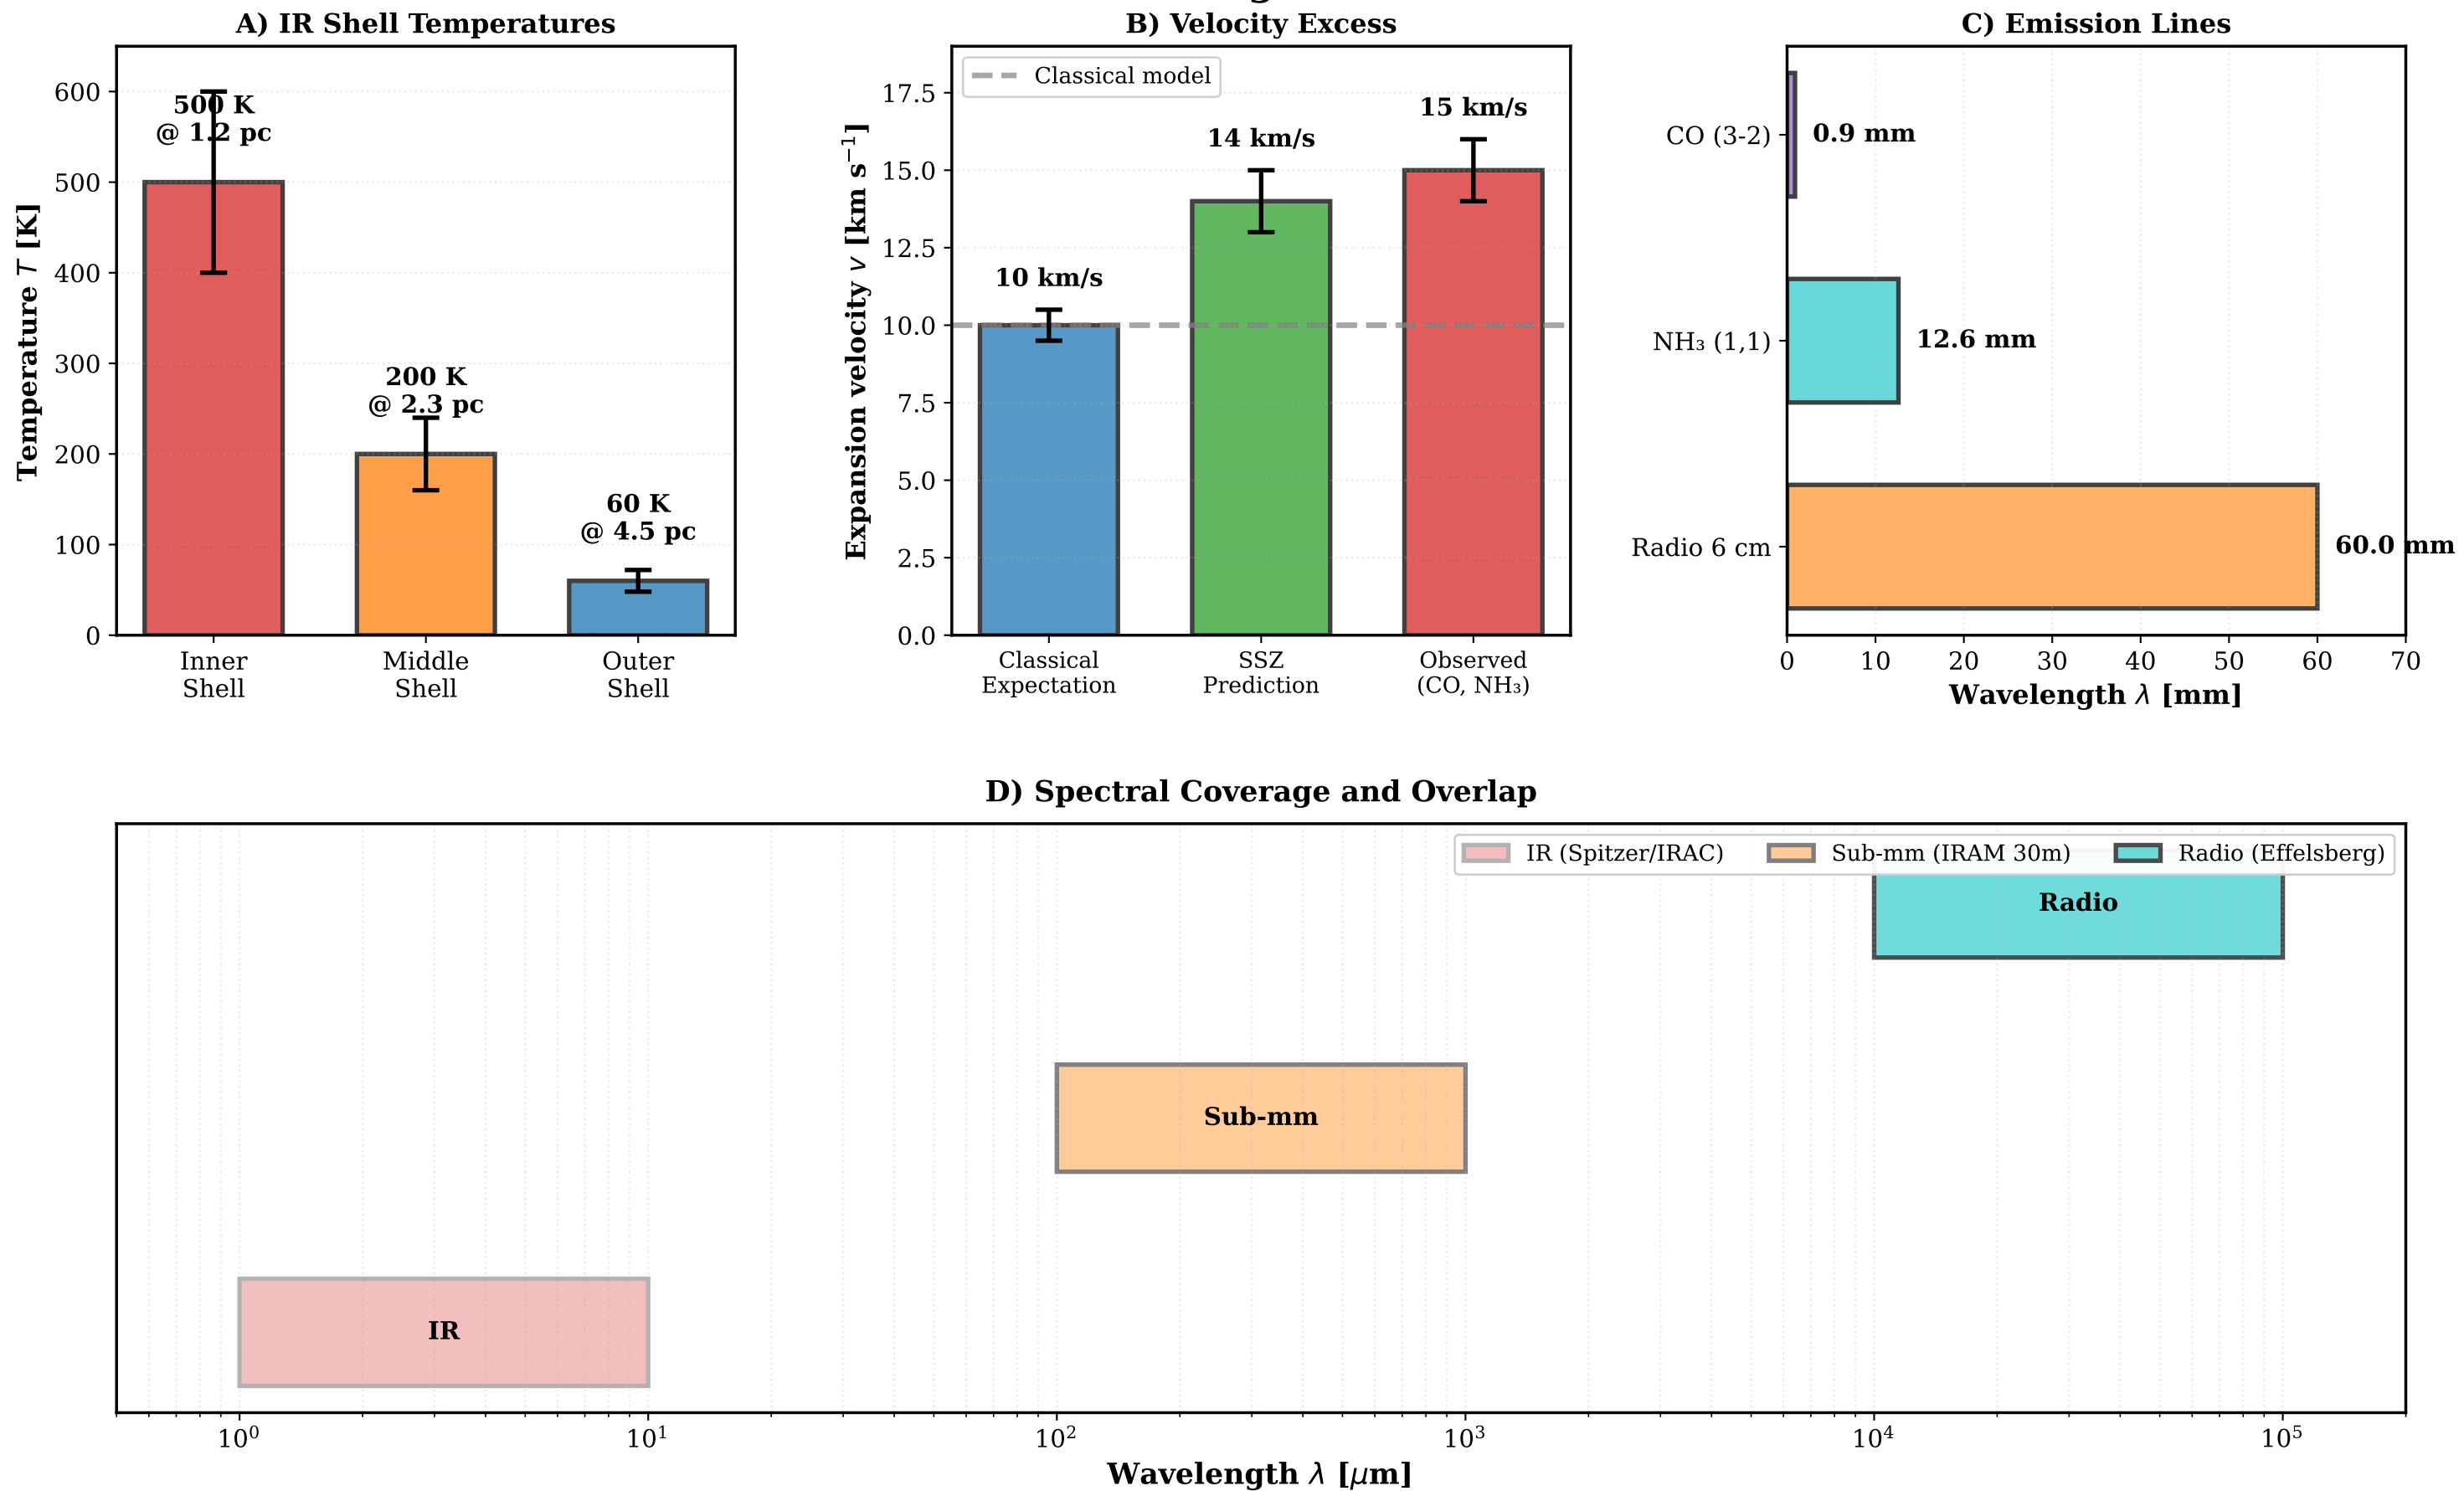 A) IR Shell Temperatures
Temperature T [K]
600
500
400
300
200
100
0
500 K
@ 1.2 pc
200 K
@ 2.3 pc
60 K
@ 4.5 pc
Inner
Shell
Middle
Shell
Outer
Shell
B) Velocity Excess
Classical model
Expansion velocity v [km s⁻¹]
17.5
15.0
12.5
10.0
7.5
5.0
2.5
0.0
10 km/s
14 km/s
15 km/s
Classical
Expectation
SSZ
Prediction
Observed
(CO, NH₃)
C) Emission Lines
CO (3-2)
0.9 mm
NH₃ (1,1)
12.6 mm
Radio 6 cm
60.0 mm
0 10 20 30 40 50 60 70
Wavelength λ [mm]
D) Spectral Coverage and Overlap
IR (Spitzer/IRAC) Sub-mm (IRAM 30m) Radio (Effelsberg)
Radio
Sub-mm
IR
10⁰ 10¹ 10² 10³ 10⁴ 10⁵
Wavelength λ [μm]